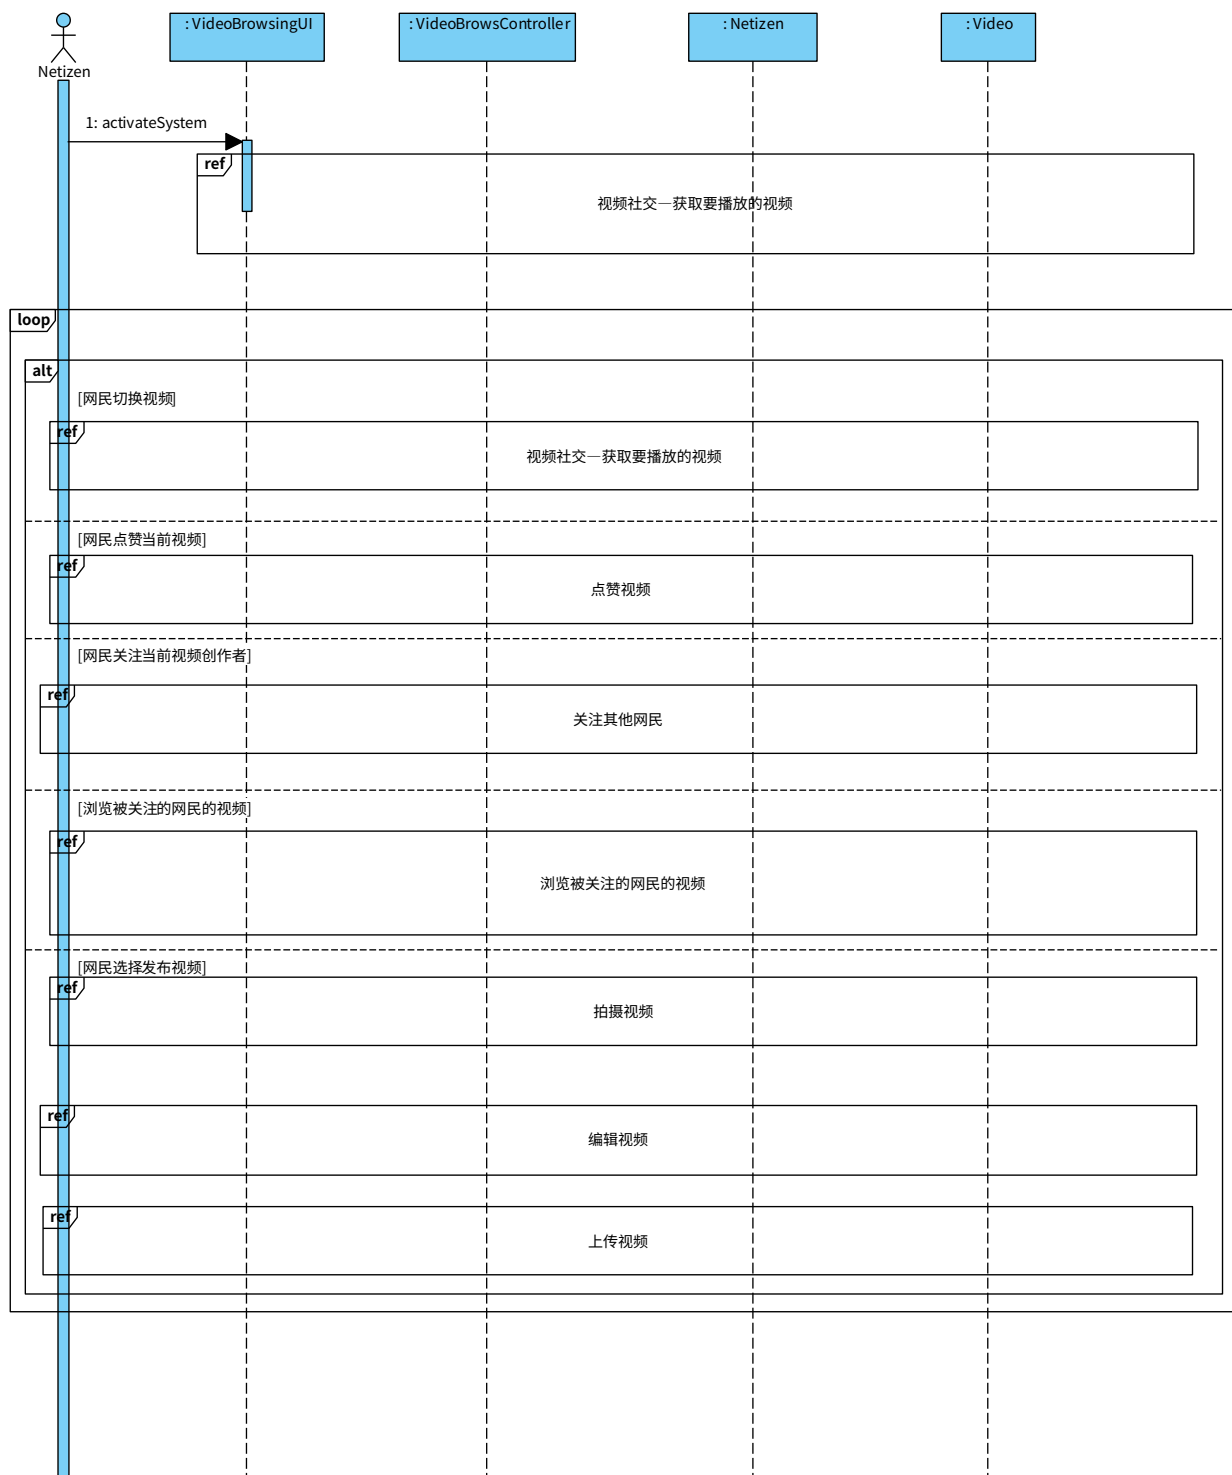 : VideoBrowsingUI
: VideoBrowsController
: Netizen
: Video
Netizen
1: activateSystem
ref
视频社交—获取要播放的视频
loop
alt
[网民切换视频]
ref
视频社交—获取要播放的视频
[网民点赞当前视频]
ref
点赞视频
[网民关注当前视频创作者]
ref
关注其他网民
[浏览被关注的网民的视频]
ref
浏览被关注的网民的视频
[网民选择发布视频]
ref
拍摄视频
ref
编辑视频
ref
上传视频